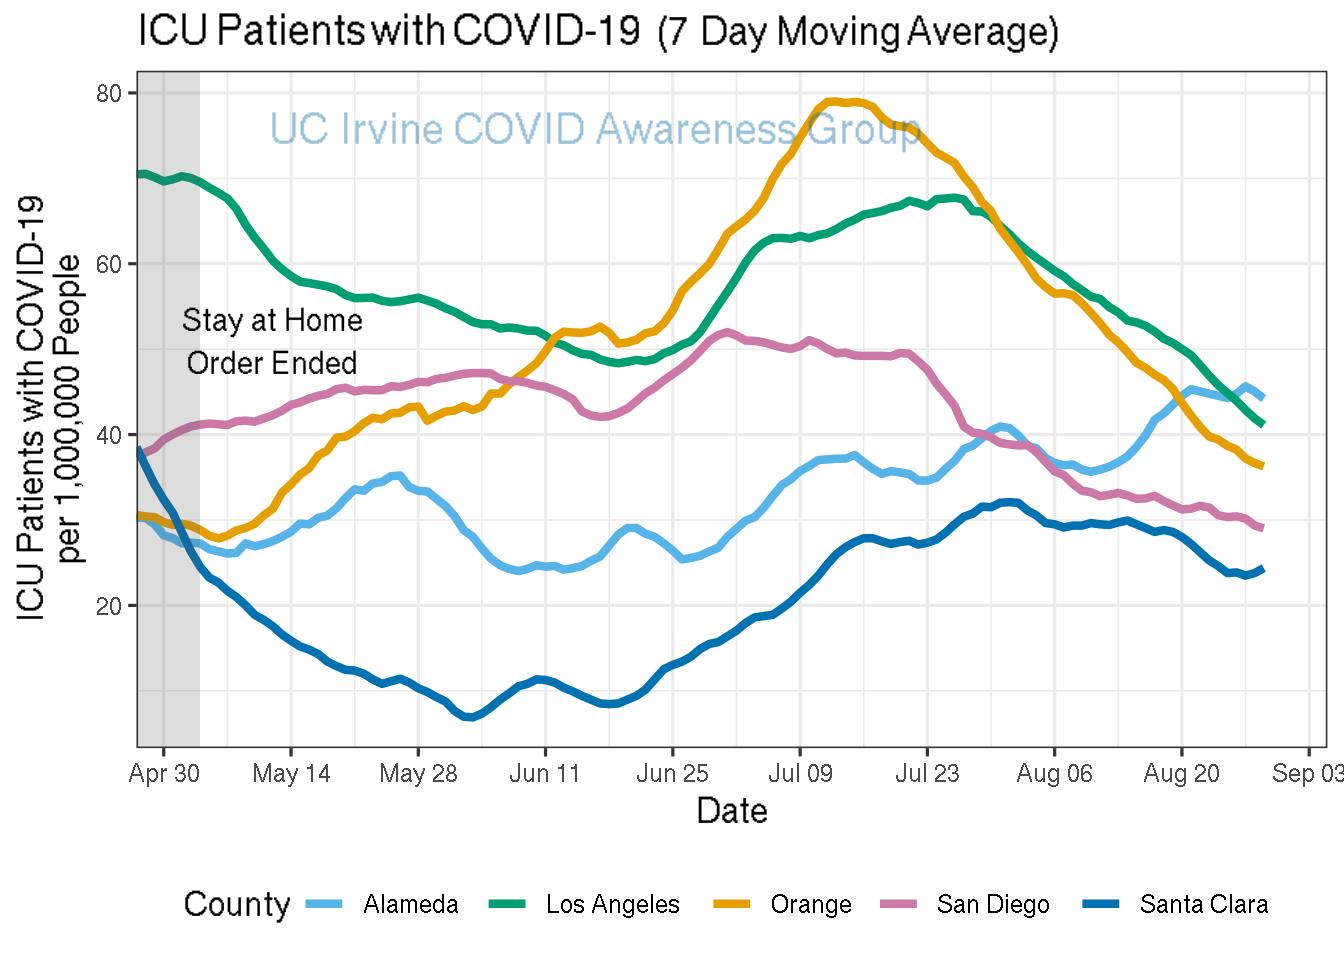 ICU Patients with COVID-19 (7 Day Moving Average)
UC Irvine COVID Awareness Group
ICU Patients with COVID-19
per 1,000,000 People
80
60
40
20
Stay at Home
Order Ended
Apr 30 May 14 May 28 Jun 11 Jun 25 Jul 09 Jul 23 Aug 06 Aug 20 Sep 03
Date
County Alameda Los Angeles Orange San Diego Santa Clara